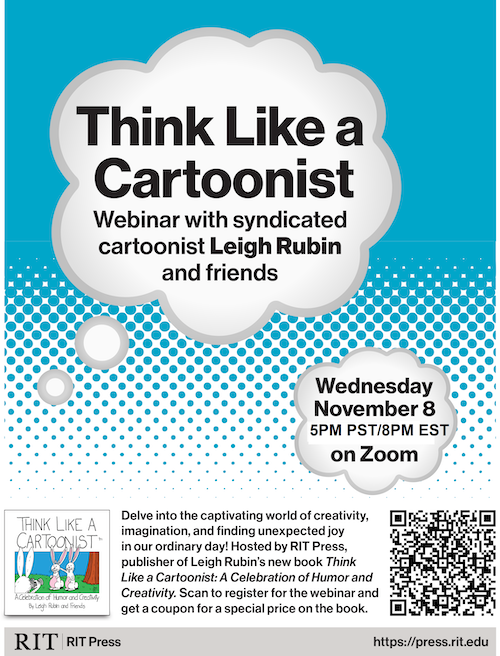 Think Like a
Cartoonist
Webinar with syndicated
cartoonist Leigh Rubin
and friends
Wednesday
November 8
5PM PST/8PM EST
on Zoom
THINK LIKE A
CARTOONIST
A Celebration of Humor and Creativity
By Leigh Rubin and Friends
Delve into the captivating world of creativity,
imagination, and finding unexpected joy
in our ordinary day! Hosted by RIT Press,
publisher of Leigh Rubin's new book Think
Like a Cartoonist: A Celebration of Humor and
Creativity. Scan to register for the webinar and
get a coupon for a special price on the book.
RIT | RIT Press
https://press.rit.edu